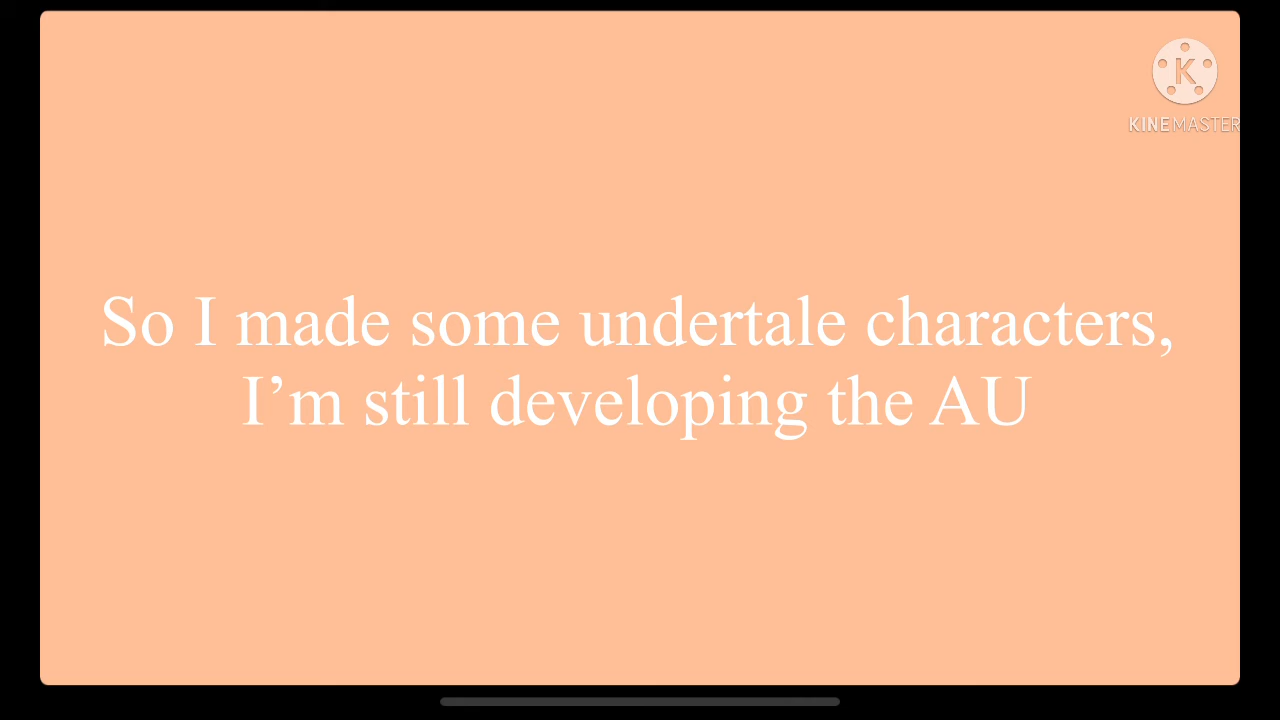 K
KINEMASTER
So I made some undertale characters,
I’m still developing the AU